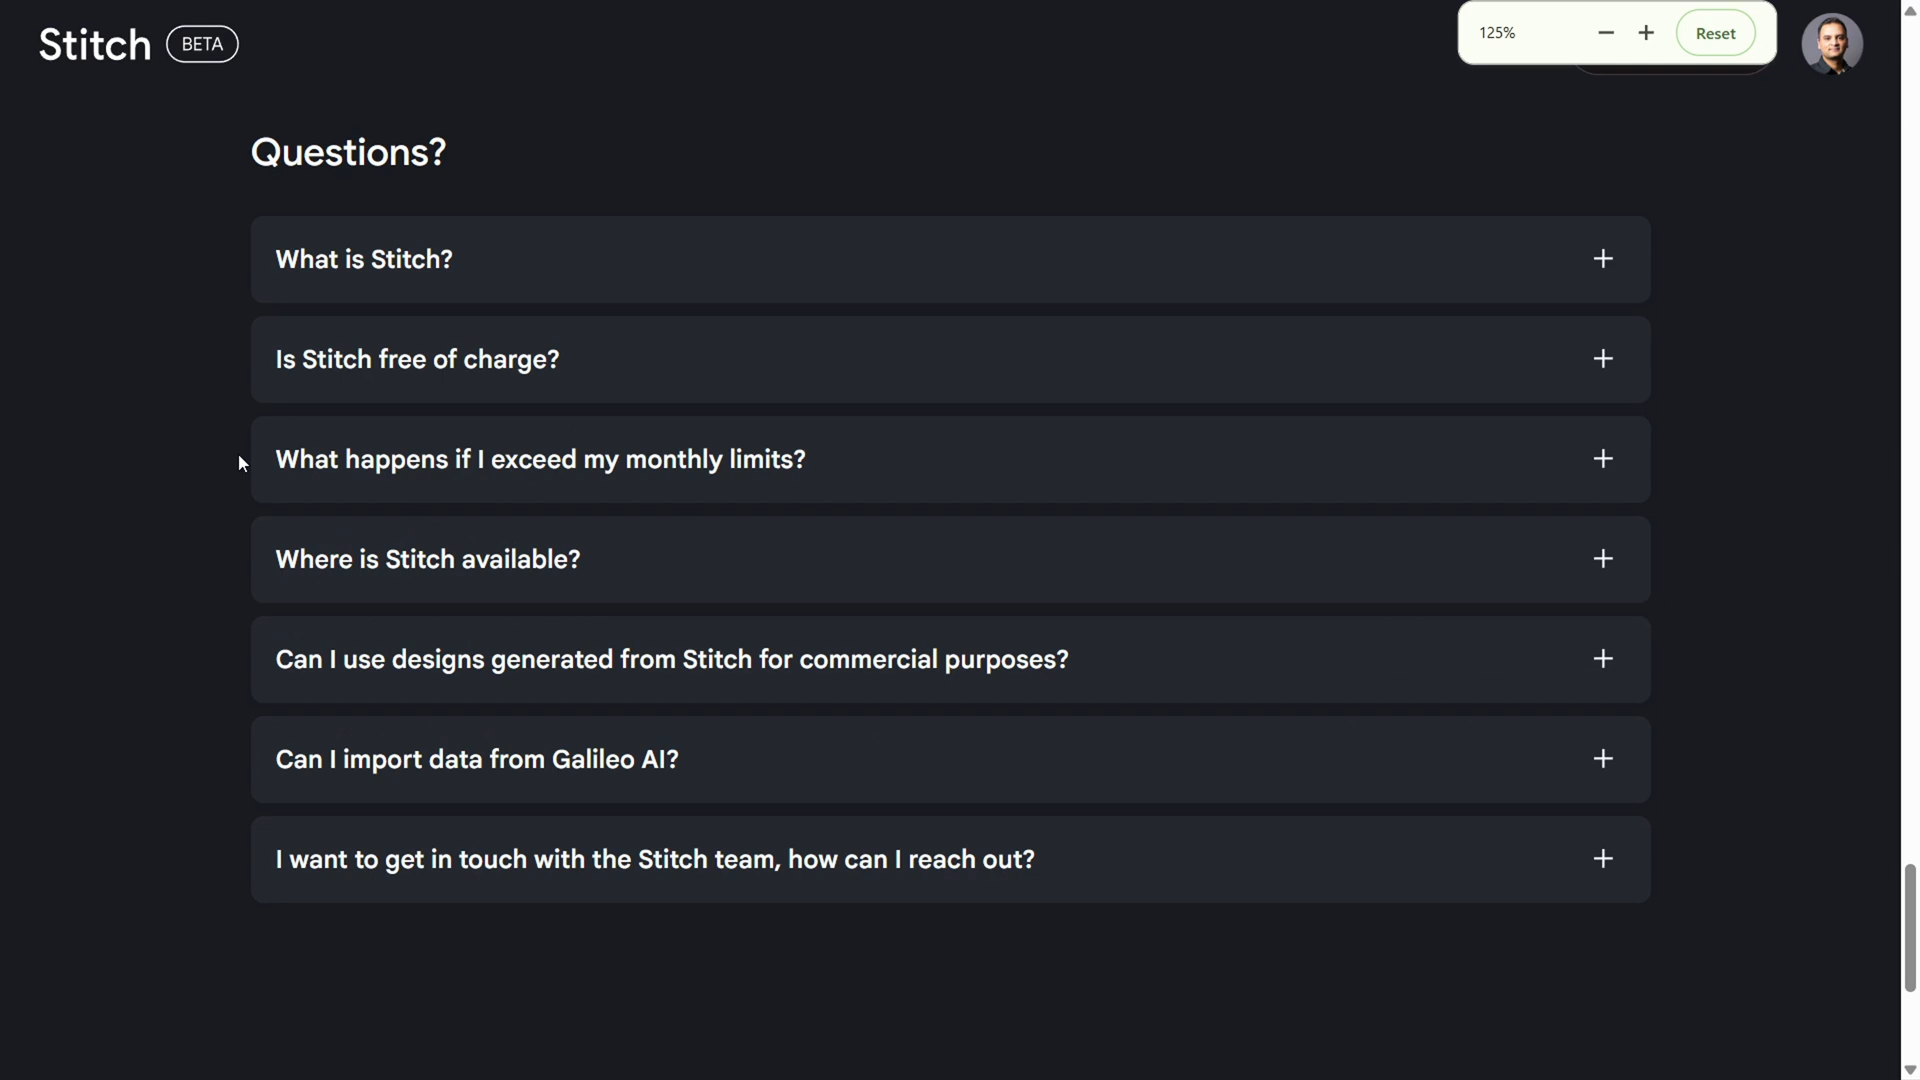 Stitch BETA
125% − + Reset
Questions?
What is Stitch? +
Is Stitch free of charge? +
What happens if I exceed my monthly limits? +
Where is Stitch available? +
Can I use designs generated from Stitch for commercial purposes? +
Can I import data from Galileo AI? +
I want to get in touch with the Stitch team, how can I reach out? +